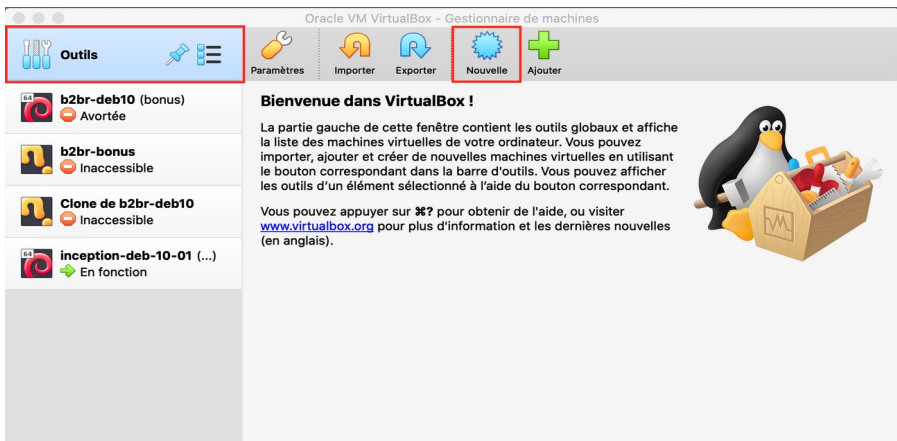 Oracle VM VirtualBox - Gestionnaire de machines
Outils
Paramètres
Importer
Exporter
Nouvelle
Ajouter
64
b2br-deb10 (bonus)
Avortée
b2br-bonus
Inaccessible
Clone de b2br-deb10
Inaccessible
64
inception-deb-10-01 (...)
En fonction
Bienvenue dans VirtualBox !
La partie gauche de cette fenêtre contient les outils globaux et affiche
la liste des machines virtuelles de votre ordinateur. Vous pouvez
importer, ajouter et créer de nouvelles machines virtuelles en utilisant
le bouton correspondant dans la barre d'outils. Vous pouvez afficher
les outils d’un élément sélectionné à l’aide du bouton correspondant.
Vous pouvez appuyer sur ⌘? pour obtenir de l'aide, ou visiter
www.virtualbox.org pour plus d'information et les dernières nouvelles
(en anglais).